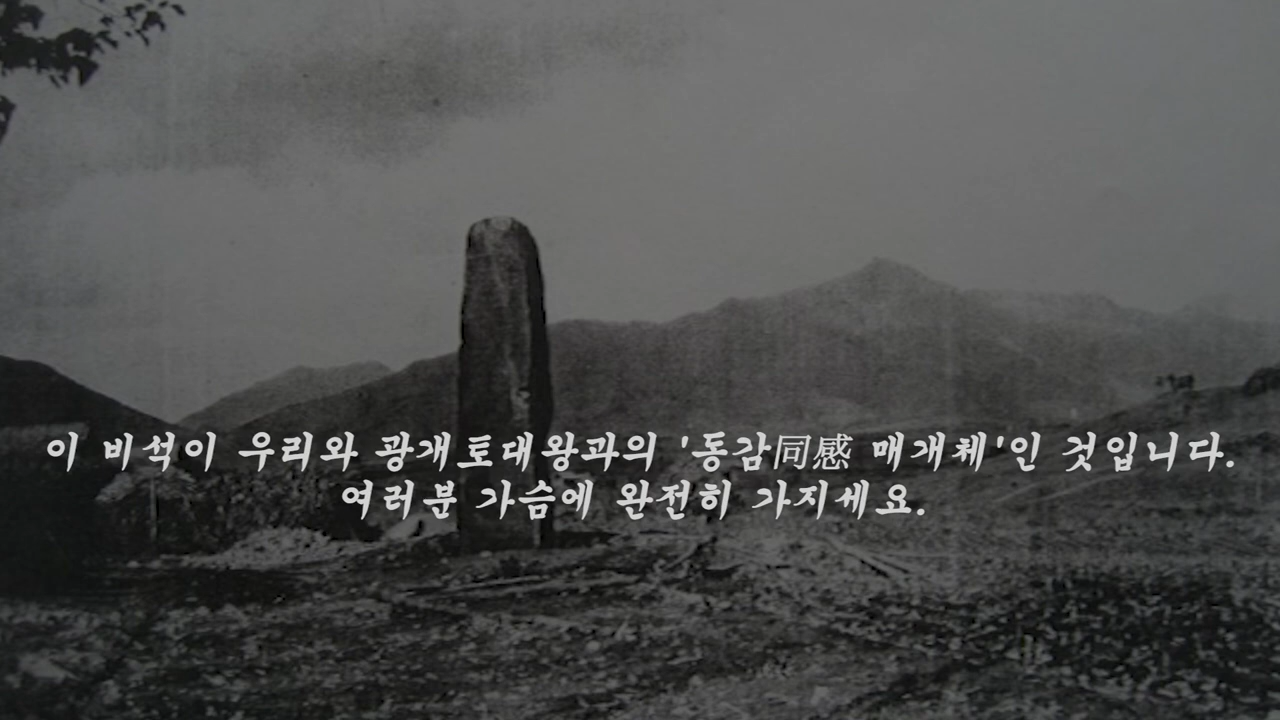 이 비석이 우리와 광개토대왕과의 '동감同感 매개체'인 것입니다.
여러분 가슴에 완전히 가지세요.